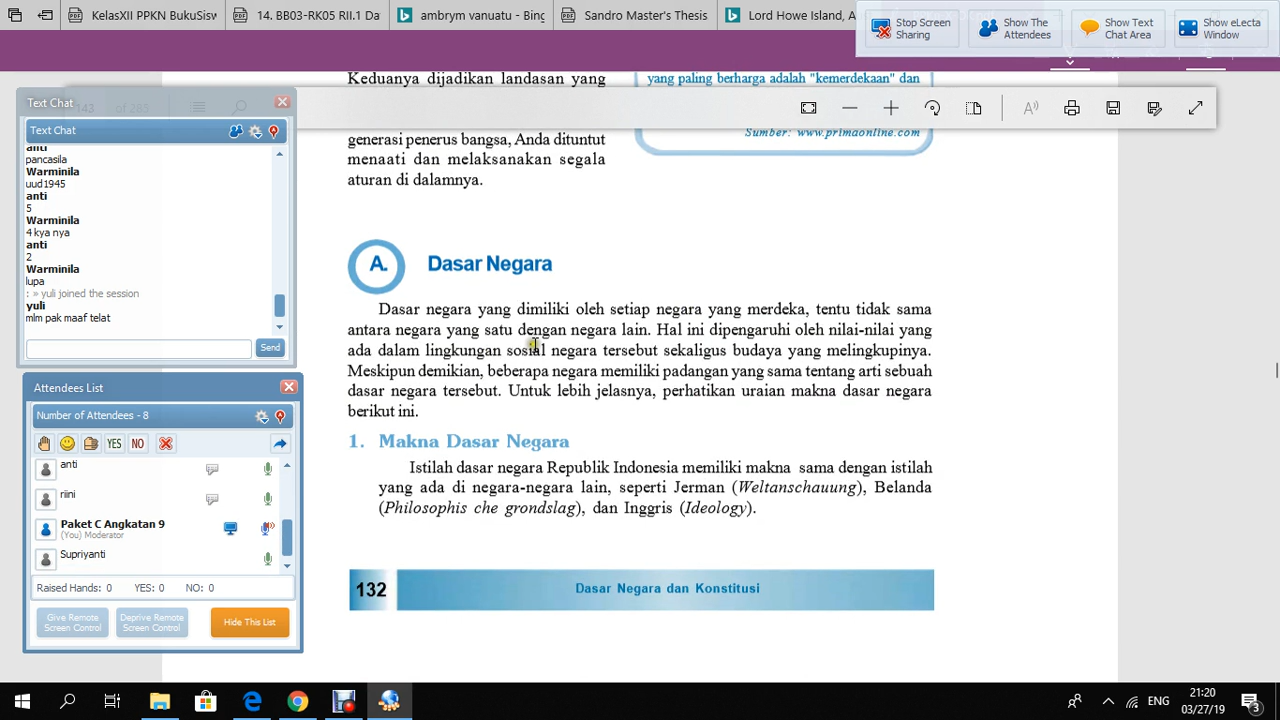 KelasXII PPKN BukuSisw
14. BB03-RK05 RII.1 Da
ambrym vanuatu - Bing
Sandro Master's Thesis
Lord Howe Island, A
Stop Screen Sharing
Show The Attendees
Show Text Chat Area
Show eLecta Window
Keduanya dijadikan landasan yang
yang paling berharga adalah "kemerdekaan" dan
143 of 285
Sumber: www.primaonline.com
generasi penerus bangsa, Anda dituntut
menaati dan melaksanakan segala
aturan di dalamnya.
Text Chat
Text Chat
anti
pancasila
Warminila
uud1945
anti
5
Warminila
4 kya nya
anti
2
Warminila
lupa
: » yuli joined the session
yuli
mlm pak maaf telat
Send
Attendees List
Number of Attendees - 8
YES NO
anti
riini
Paket C Angkatan 9
(You) Moderator
Supriyanti
Raised Hands: 0 YES: 0 NO: 0
Give Remote Screen Control
Deprive Remote Screen Control
Hide This List
A. Dasar Negara
Dasar negara yang dimiliki oleh setiap negara yang merdeka, tentu tidak sama
antara negara yang satu dengan negara lain. Hal ini dipengaruhi oleh nilai-nilai yang
ada dalam lingkungan sosial negara tersebut sekaligus budaya yang melingkupinya.
Meskipun demikian, beberapa negara memiliki padangan yang sama tentang arti sebuah
dasar negara tersebut. Untuk lebih jelasnya, perhatikan uraian makna dasar negara
berikut ini.
1. Makna Dasar Negara
Istilah dasar negara Republik Indonesia memiliki makna sama dengan istilah
yang ada di negara-negara lain, seperti Jerman (Weltanschauung), Belanda
(Philosophis che grondslag), dan Inggris (Ideology).
132 Dasar Negara dan Konstitusi
ENG
21:20
03/27/19
3